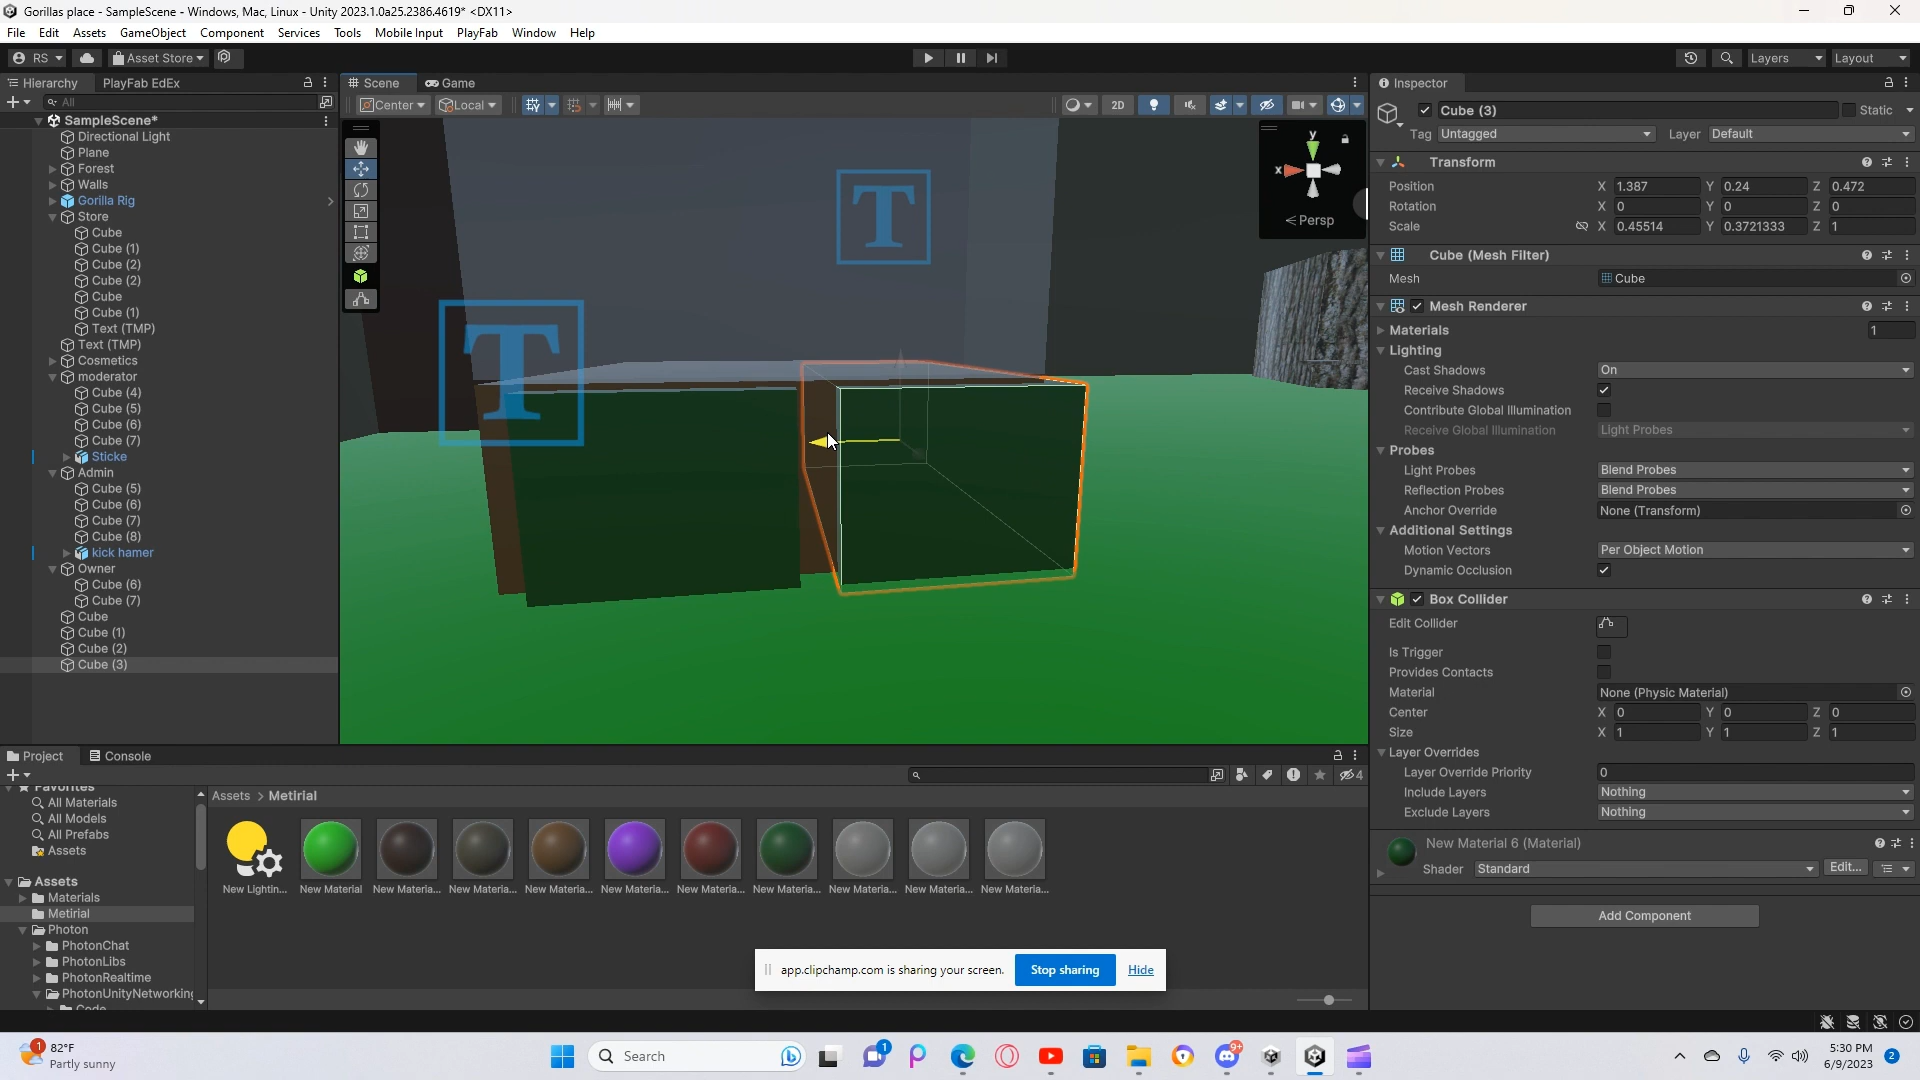 Gorillas place - SampleScene - Windows, Mac, Linux - Unity 2023.1.0a25.2386.4619* <DX11>
File Edit Assets GameObject Component Services Tools Mobile Input PlayFab Window Help
RS Asset Store Layers Layout
Hierarchy PlayFab EdEx Scene Game Inspector
All Center Local 2D Cube (3) Static
Tag Untagged Layer Default
SampleScene*
Directional Light
Plane
Forest
Walls
Gorilla Rig
Store
Cube
Cube (1)
Cube (2)
Cube (2)
Cube
Cube (1)
Text (TMP)
Text (TMP)
Cosmetics
moderator
Cube (4)
Cube (5)
Cube (6)
Cube (7)
Sticke
Admin
Cube (5)
Cube (6)
Cube (7)
Cube (8)
kick hamer
Owner
Cube (6)
Cube (7)
Cube
Cube (1)
Cube (2)
Cube (3)
T
T
y
x
Persp
Transform
Position X 1.387 Y 0.24 Z 0.472
Rotation X 0 Y 0 Z 0
Scale X 0.45514 Y 0.3721333 Z 1
Cube (Mesh Filter)
Mesh Cube
Mesh Renderer
Materials 1
Lighting
Cast Shadows On
Receive Shadows
Contribute Global Illumination
Receive Global Illumination Light Probes
Probes
Light Probes Blend Probes
Reflection Probes Blend Probes
Anchor Override None (Transform)
Additional Settings
Motion Vectors Per Object Motion
Dynamic Occlusion
Box Collider
Edit Collider
Is Trigger
Provides Contacts
Material None (Physic Material)
Center X 0 Y 0 Z 0
Size X 1 Y 1 Z 1
Layer Overrides
Layer Override Priority 0
Include Layers Nothing
Exclude Layers Nothing
New Material 6 (Material)
Shader Standard Edit...
Add Component
Project Console
4
Favorites
All Materials
All Models
All Prefabs
Assets
Assets
Materials
Metirial
Photon
PhotonChat
PhotonLibs
PhotonRealtime
PhotonUnityNetworking
Code
Assets > Metirial
New Lightin... New Material New Materia... New Materia... New Materia... New Materia... New Materia... New Materia... New Materia... New Materia... New Materia...
app.clipchamp.com is sharing your screen. Stop sharing Hide
1
82°F
Partly sunny
Search
1
9+
5:30 PM
6/9/2023
2